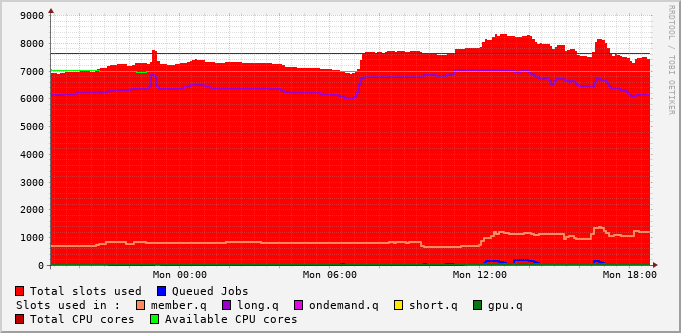 9000
8000
7000
6000
5000
4000
3000
2000
1000
0
Mon 00:00 Mon 06:00 Mon 12:00 Mon 18:00
RRDTOOL / TOBI OETIKER
Total slots used Queued Jobs
Slots used in : member.q long.q ondemand.q short.q gpu.q
Total CPU cores Available CPU cores